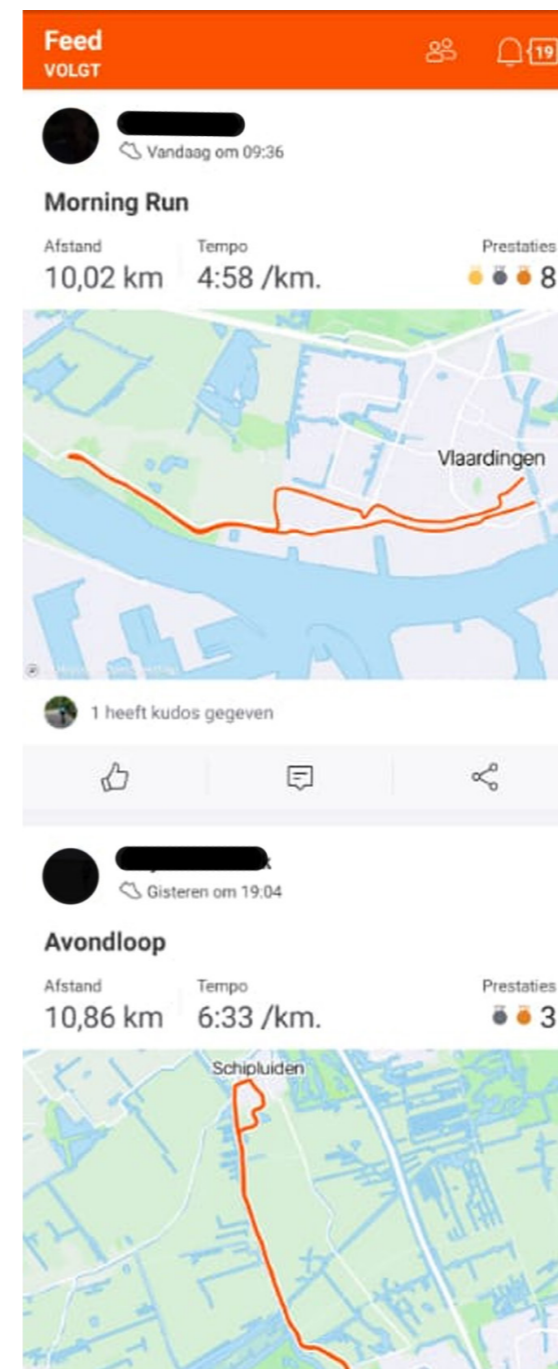 Feed
VOLGT
19
Vandaag om 09:36
Morning Run
Afstand Tempo Prestaties
10,02 km 4:58 /km. 8
Vlaardingen
1 heeft kudos gegeven
Gisteren om 19:04
Avondloop
Afstand Tempo Prestaties
10,86 km 6:33 /km. 3
Schipluiden